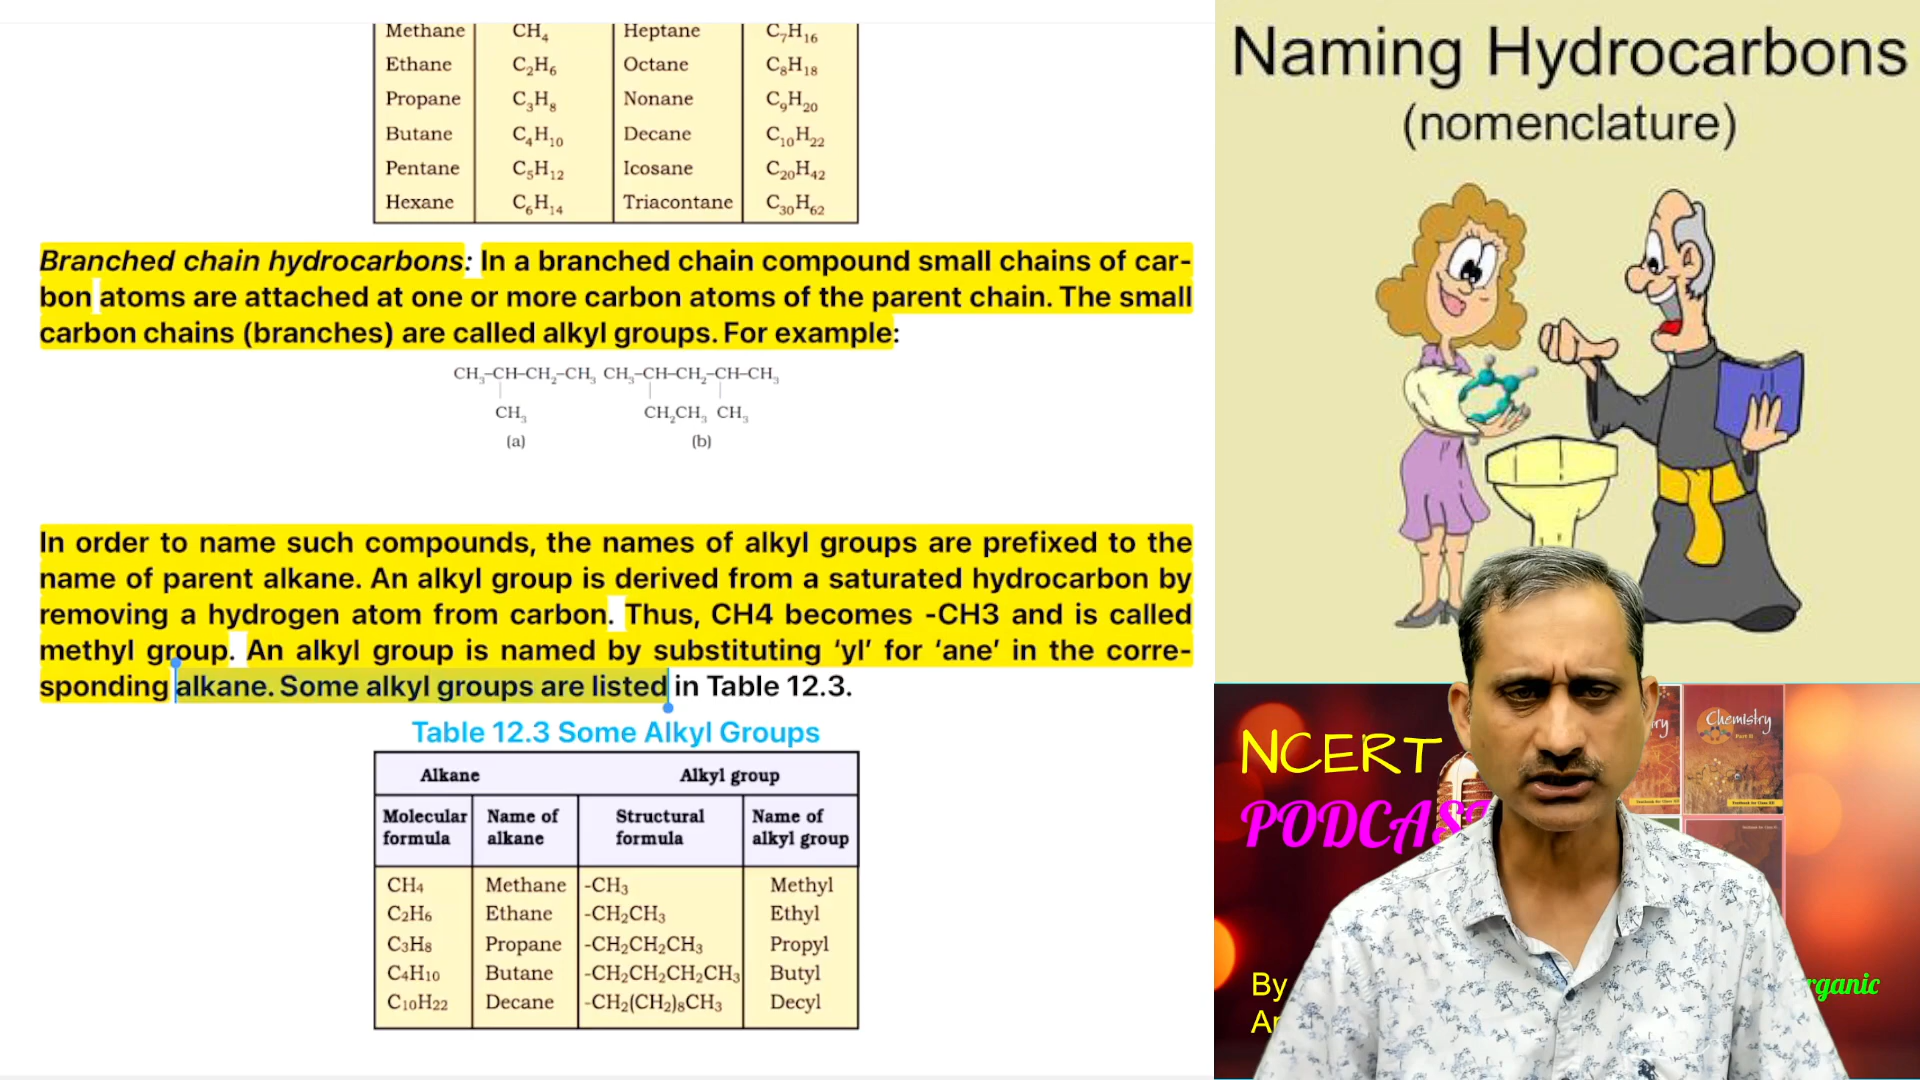 Methane CH4 Heptane C7H16
Ethane C2H6 Octane C8H18
Propane C3H8 Nonane C9H20
Butane C4H10 Decane C10H22
Pentane C5H12 Icosane C20H42
Hexane C6H14 Triacontane C30H62
Branched chain hydrocarbons: In a branched chain compound small chains of car-
bon atoms are attached at one or more carbon atoms of the parent chain. The small
carbon chains (branches) are called alkyl groups. For example:
CH3–CH–CH2–CH3 CH3–CH–CH2–CH–CH3
CH3 CH2CH3 CH3
(a) (b)
In order to name such compounds, the names of alkyl groups are prefixed to the
name of parent alkane. An alkyl group is derived from a saturated hydrocarbon by
removing a hydrogen atom from carbon. Thus, CH4 becomes -CH3 and is called
methyl group. An alkyl group is named by substituting ‘yl’ for ‘ane’ in the corre-
sponding alkane. Some alkyl groups are listed in Table 12.3.
Table 12.3 Some Alkyl Groups
Alkane Alkyl group
Molecular formula Name of alkane Structural formula Name of alkyl group
CH4 Methane -CH3 Methyl
C2H6 Ethane -CH2CH3 Ethyl
C3H8 Propane -CH2CH2CH3 Propyl
C4H10 Butane -CH2CH2CH2CH3 Butyl
C10H22 Decane -CH2(CH2)8CH3 Decyl
Naming Hydrocarbons
(nomenclature)
NCERT
PODCAS
Chemistry
Part II
By